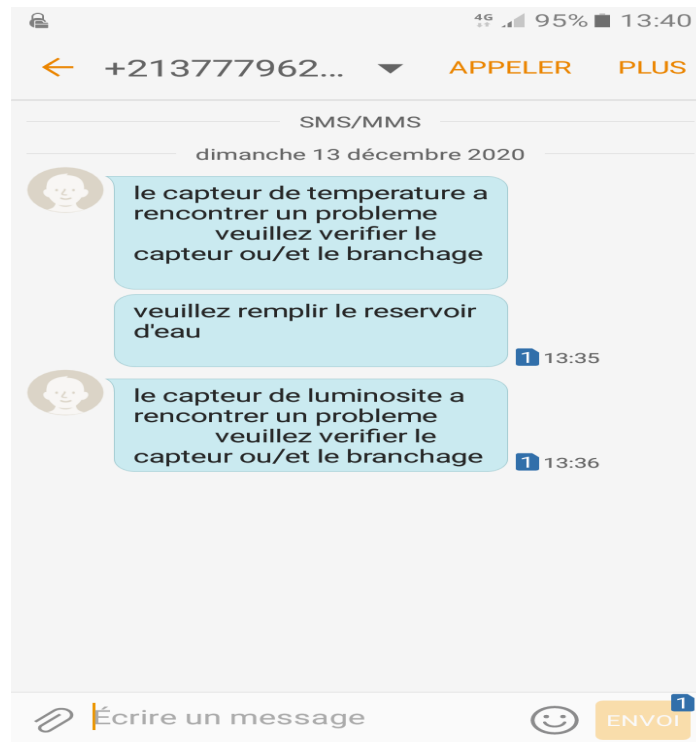 4G 95% 13:40
+213777962... APPELER PLUS
SMS/MMS
dimanche 13 décembre 2020
le capteur de temperature a
rencontrer un probleme
veuillez verifier le
capteur ou/et le branchage
veuillez remplir le reservoir
d'eau
1 13:35
le capteur de luminosite a
rencontrer un probleme
veuillez verifier le
capteur ou/et le branchage
1 13:36
Écrire un message
1
ENVOI